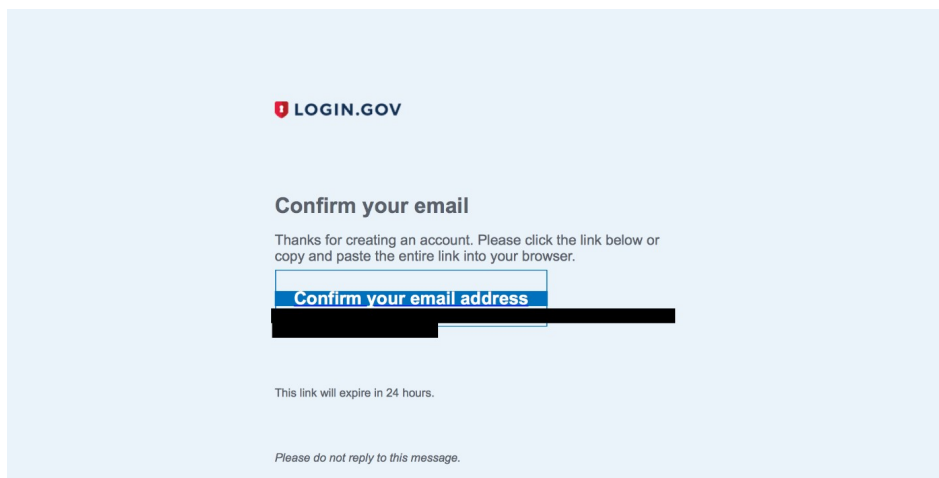 LOGIN.GOV
Confirm your email
Thanks for creating an account. Please click the link below or
copy and paste the entire link into your browser.
Confirm your email address
This link will expire in 24 hours.
Please do not reply to this message.